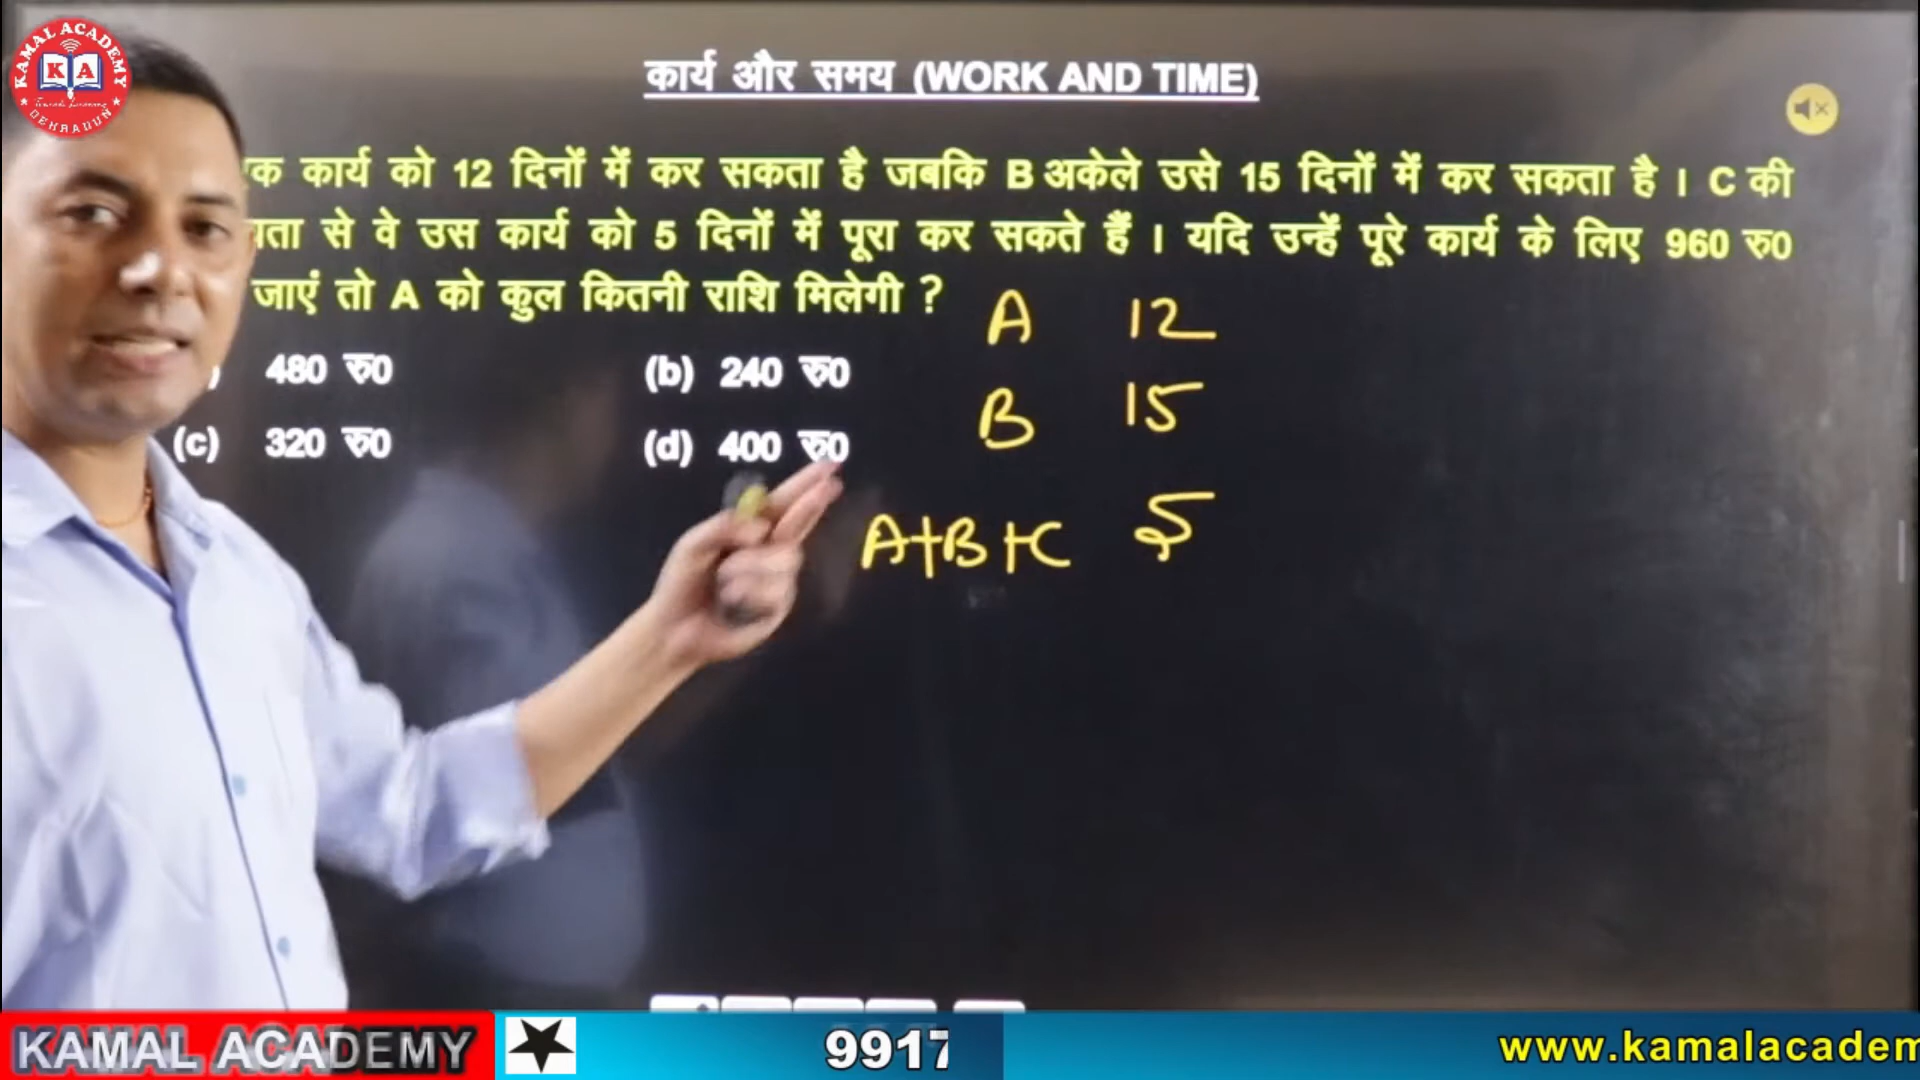 KAMAL ACADEMY
KA
DEHRADUN
कार्य और समय (WORK AND TIME)
कार्य को 12 दिनों में कर सकता है जबकि B अकेले उसे 15 दिनों में कर सकता है । C की
से वे उस कार्य को 5 दिनों में पूरा कर सकते हैं । यदि उन्हें पूरे कार्य के लिए 960 रु0
जाएं तो A को कुल कितनी राशि मिलेगी ?
480 रु0 (b) 240 रु0
(c) 320 रु0 (d) 400 रु0
A 12
B 15
A+B+C 5
KAMAL ACADEMY
9917
www.kamalacadem